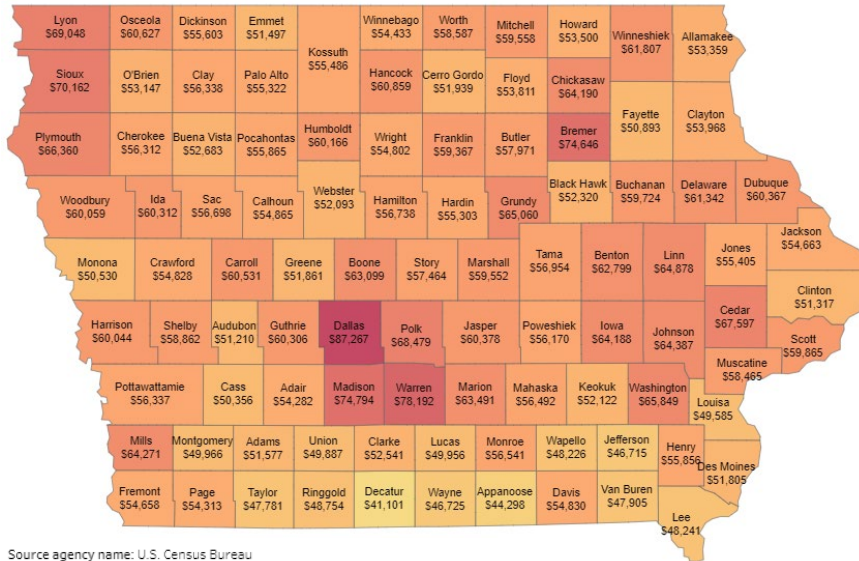 Lyon
$69,048
Osceola
$60,627
Dickinson
$55,603
Emmet
$51,497
Kossuth
$55,486
Winnebago
$54,433
Worth
$58,587
Mitchell
$59,558
Howard
$53,500
Winneshiek
$61,807
Allamakee
$53,359
Sioux
$70,162
O'Brien
$53,147
Clay
$56,338
Palo Alto
$55,322
Hancock
$60,859
Cerro Gordo
$51,939
Floyd
$53,811
Chickasaw
$64,190
Fayette
$50,893
Clayton
$53,968
Plymouth
$66,360
Cherokee
$56,312
Buena Vista
$52,683
Pocahontas
$55,865
Humboldt
$60,166
Wright
$54,802
Franklin
$59,367
Butler
$57,971
Bremer
$74,646
Woodbury
$60,059
Ida
$60,312
Sac
$56,698
Calhoun
$54,865
Webster
$52,093
Hamilton
$56,738
Hardin
$55,303
Grundy
$65,060
Black Hawk
$52,320
Buchanan
$59,724
Delaware
$61,342
Dubuque
$60,367
Monona
$50,530
Crawford
$54,828
Carroll
$60,531
Greene
$51,861
Boone
$63,099
Story
$57,464
Marshall
$59,552
Tama
$56,954
Benton
$62,799
Linn
$64,878
Jones
$55,405
Jackson
$54,663
Clinton
$51,317
Harrison
$60,044
Shelby
$58,862
Audubon
$51,210
Guthrie
$60,306
Dallas
$87,267
Polk
$68,479
Jasper
$60,378
Poweshiek
$56,170
Iowa
$64,188
Johnson
$64,387
Cedar
$67,597
Scott
$59,865
Muscatine
$58,465
Pottawattamie
$56,337
Cass
$50,356
Adair
$54,282
Madison
$74,794
Warren
$78,192
Marion
$63,491
Mahaska
$56,492
Keokuk
$52,122
Washington
$65,849
Louisa
$49,585
Mills
$64,271
Montgomery
$49,966
Adams
$51,577
Union
$49,887
Clarke
$52,541
Lucas
$49,956
Monroe
$56,541
Wapello
$48,226
Jefferson
$46,715
Henry
$55,856
Des Moines
$51,805
Fremont
$54,658
Page
$54,313
Taylor
$47,781
Ringgold
$48,754
Decatur
$41,101
Wayne
$46,725
Appanoose
$44,298
Davis
$54,830
Van Buren
$47,905
Lee
$48,241
Source agency name: U.S. Census Bureau